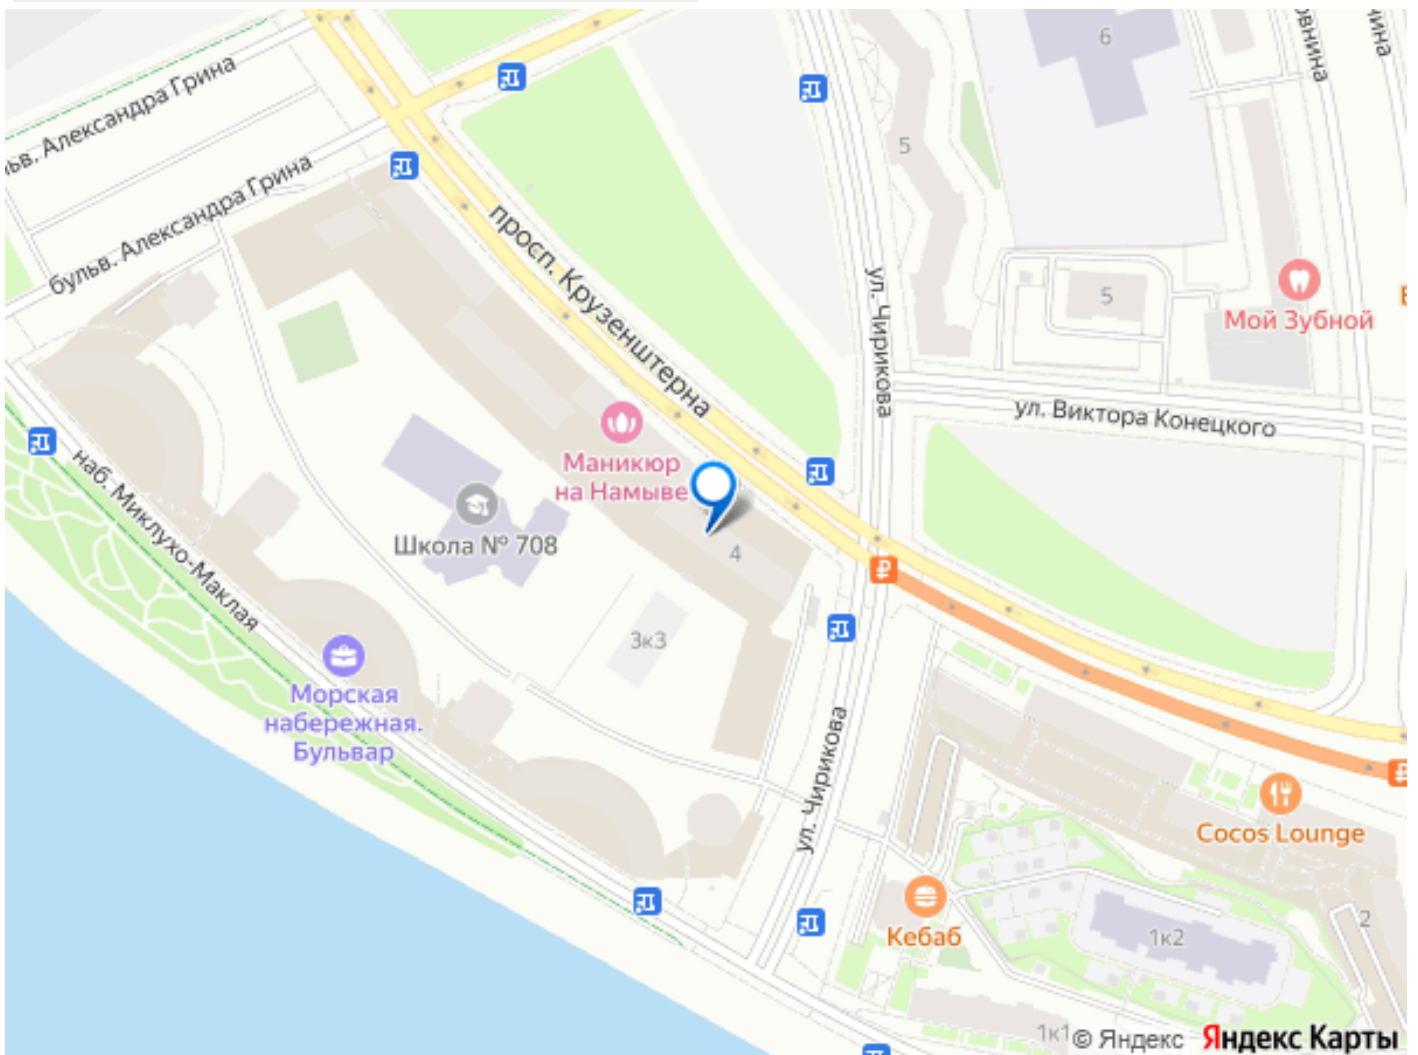 бульв. Александра Грина
бульв. Александра Грина
просп. Крузенштерна
6
5
ул. Чирикова
5
Мой Зубной
ул. Виктора Конецкого
Маникюр
на Намыве
наб. Миклухо-Маклая
Школа № 708
4
3к3
Морская
набережная.
Бульвар
ул. Чирикова
Cocos Lounge
Кебаб
1к2
2
1к1
© Яндекс Яндекс Карты